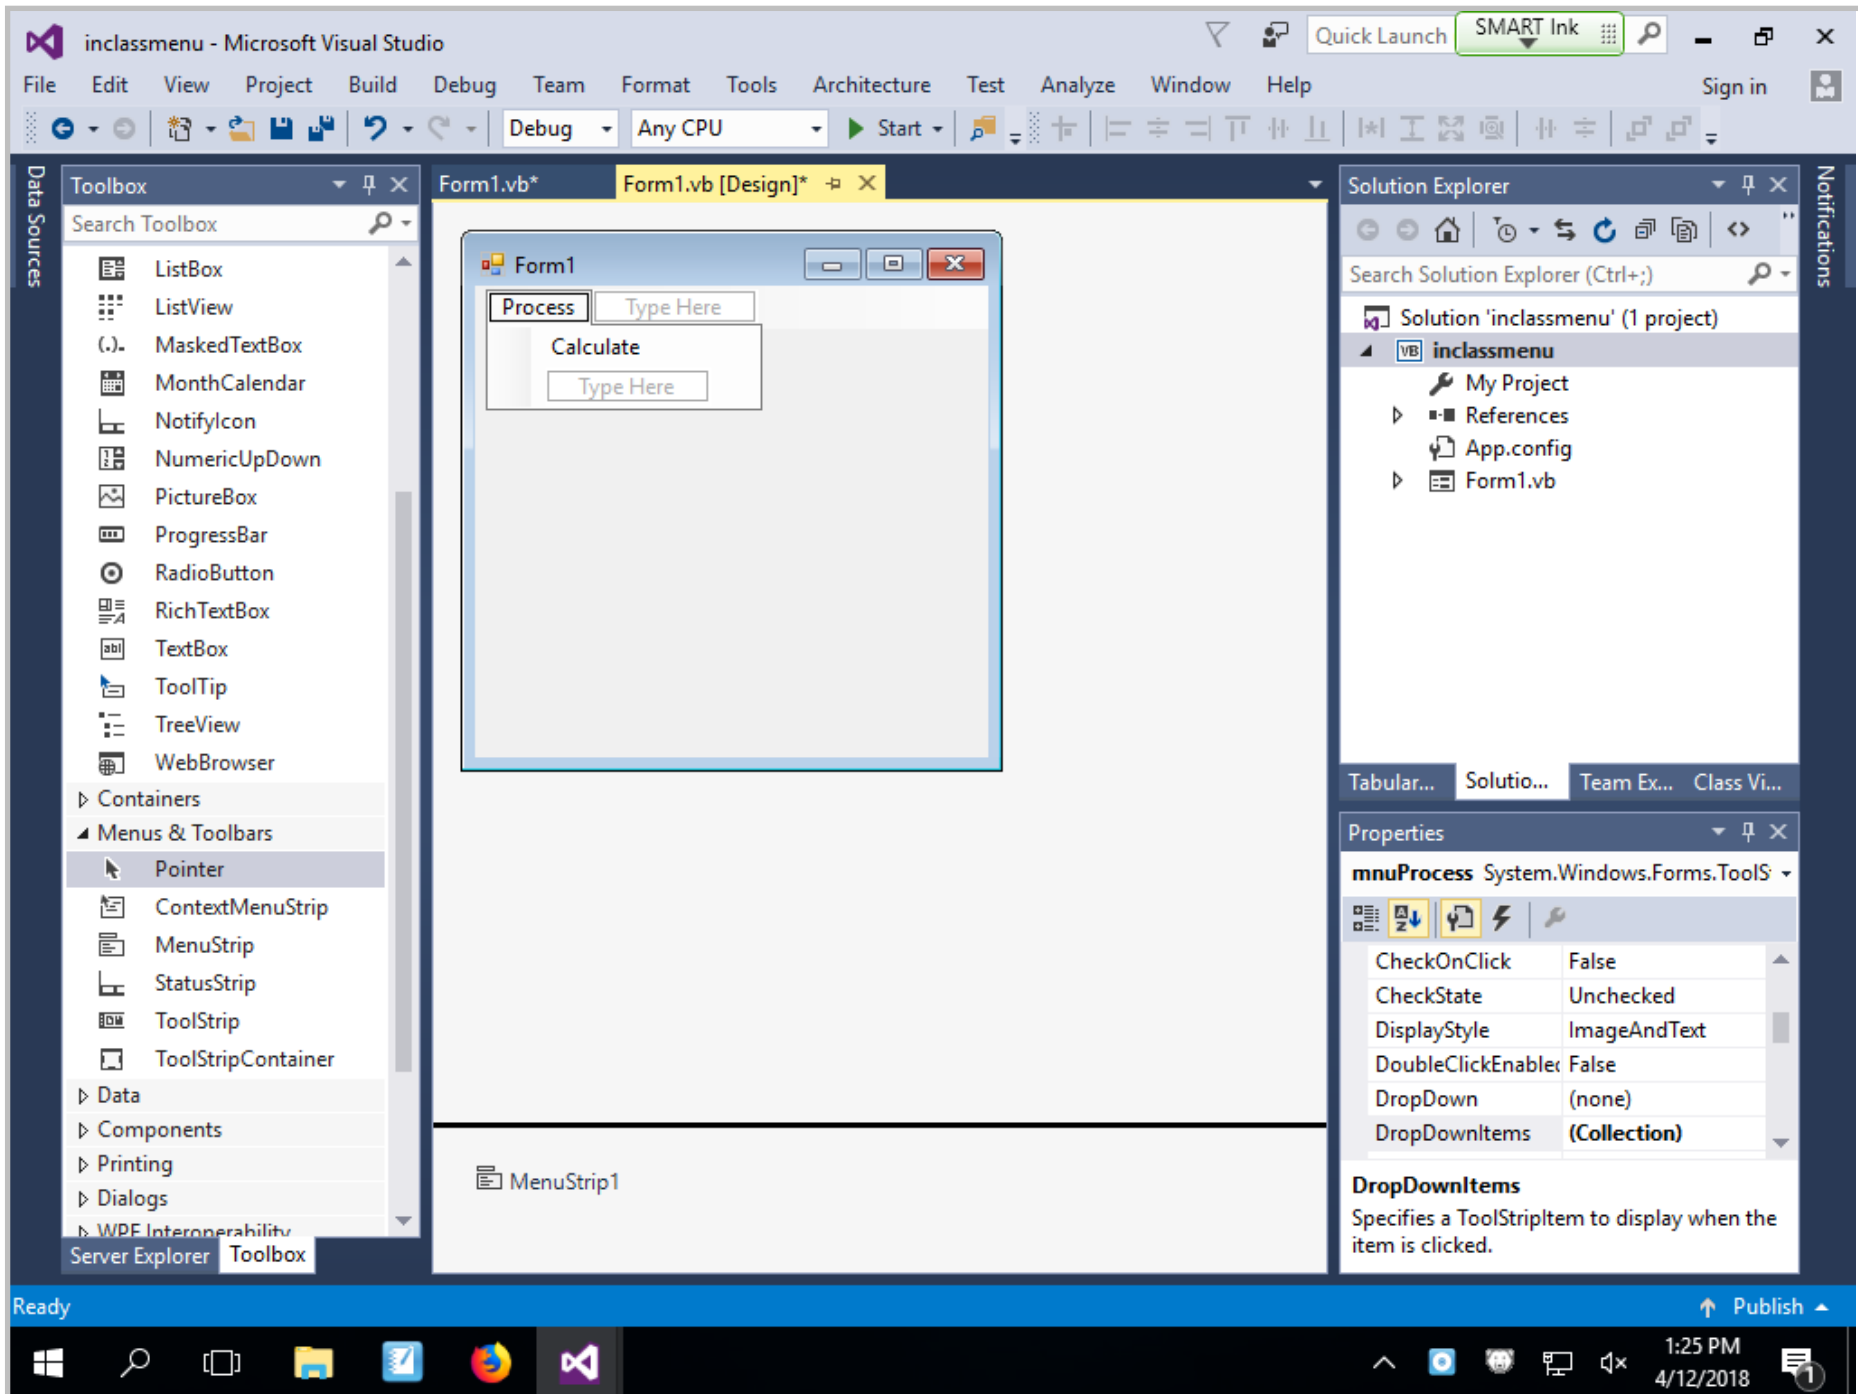 inclassmenu - Microsoft Visual Studio
Quick Launch
SMART Ink
File Edit View Project Build Debug Team Format Tools Architecture Test Analyze Window Help
Sign in
Debug Any CPU Start
Data Sources
Toolbox
Search Toolbox
ListBox
ListView
MaskedTextBox
MonthCalendar
NotifyIcon
NumericUpDown
PictureBox
ProgressBar
RadioButton
RichTextBox
TextBox
ToolTip
TreeView
WebBrowser
Containers
Menus & Toolbars
Pointer
ContextMenuStrip
MenuStrip
StatusStrip
ToolStrip
ToolStripContainer
Data
Components
Printing
Dialogs
WPF Interoperability
Server Explorer Toolbox
Form1.vb* Form1.vb [Design]*
Form1
Process Type Here
Calculate
Type Here
MenuStrip1
Solution Explorer
Search Solution Explorer (Ctrl+;)
Solution 'inclassmenu' (1 project)
VB inclassmenu
My Project
References
App.config
Form1.vb
Tabular... Solutio... Team Ex... Class Vi...
Properties
mnuProcess System.Windows.Forms.ToolS
CheckOnClick False
CheckState Unchecked
DisplayStyle ImageAndText
DoubleClickEnabled False
DropDown (none)
DropDownItems (Collection)
DropDownItems
Specifies a ToolStripItem to display when the
item is clicked.
Notifications
Ready
Publish
1:25 PM
4/12/2018
1